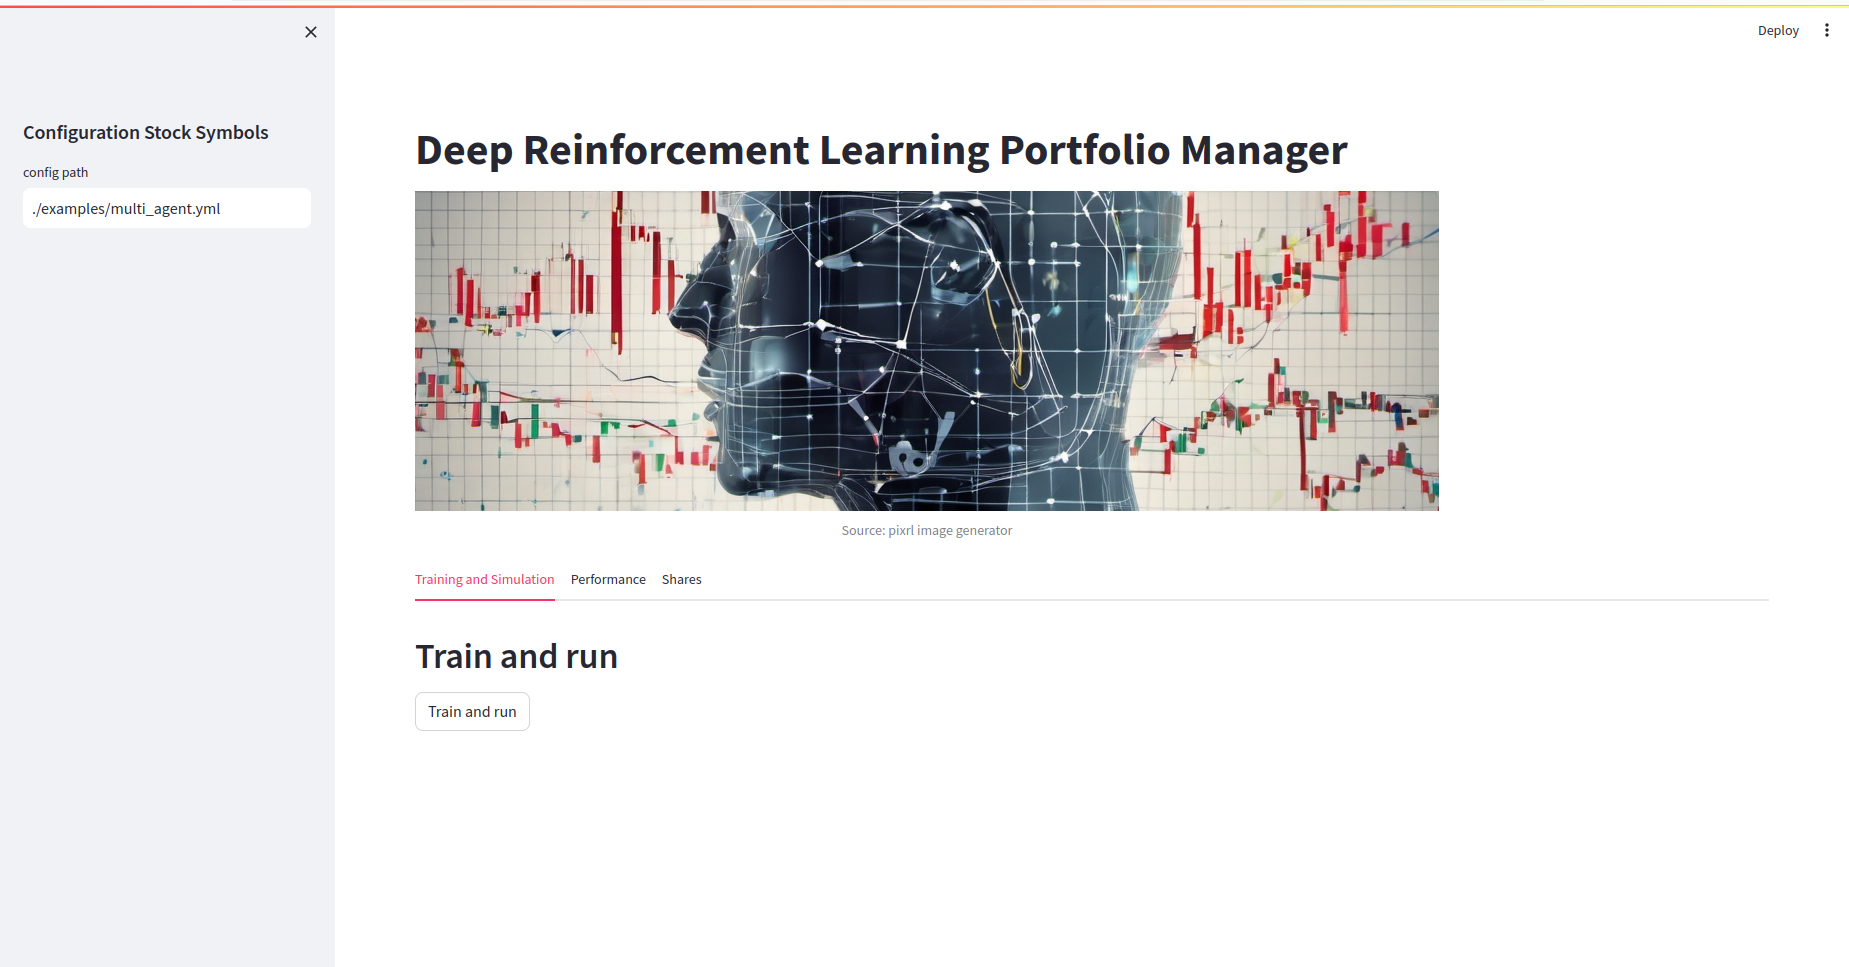 Deploy
Configuration Stock Symbols
config path
./examples/multi_agent.yml
Deep Reinforcement Learning Portfolio Manager
Source: pixrl image generator
Training and Simulation
Performance
Shares
Train and run
Train and run